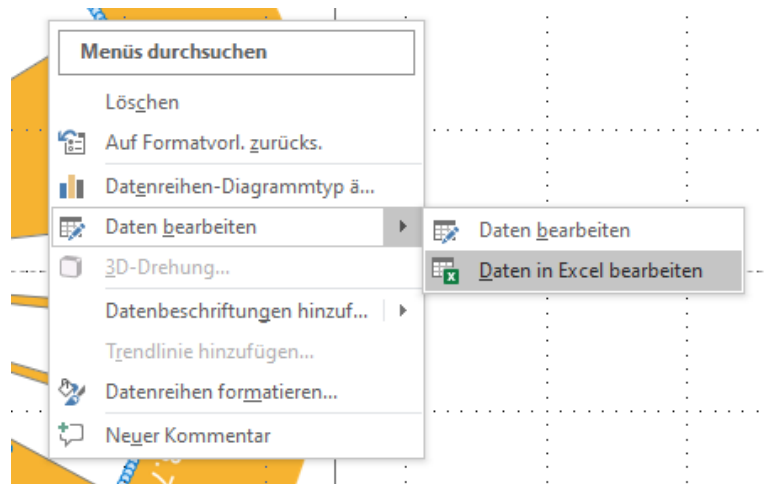 Menüs durchsuchen
Löschen
Auf Formatvorl. zurücks.
Datenreihen-Diagrammtyp ä...
Daten bearbeiten
Daten bearbeiten
Daten in Excel bearbeiten
3D-Drehung...
Datenbeschriftungen hinzuf...
Trendlinie hinzufügen...
Datenreihen formatieren...
Neuer Kommentar